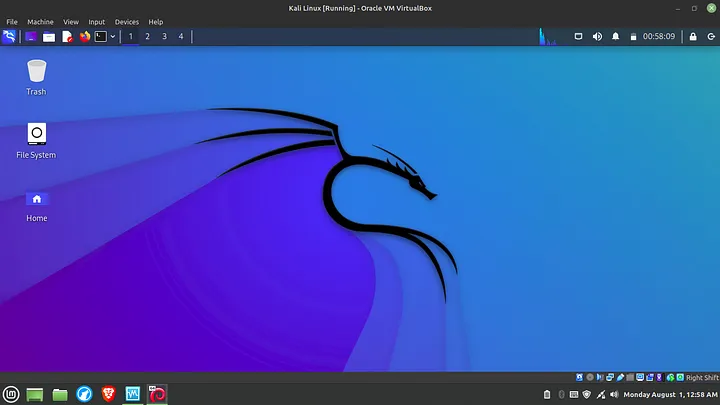 Kali Linux [Running] - Oracle VM VirtualBox
File Machine View Input Devices Help
1 2 3 4 00:58:09
Trash
File System
Home
Right Shift
Monday August 1, 12:58 AM